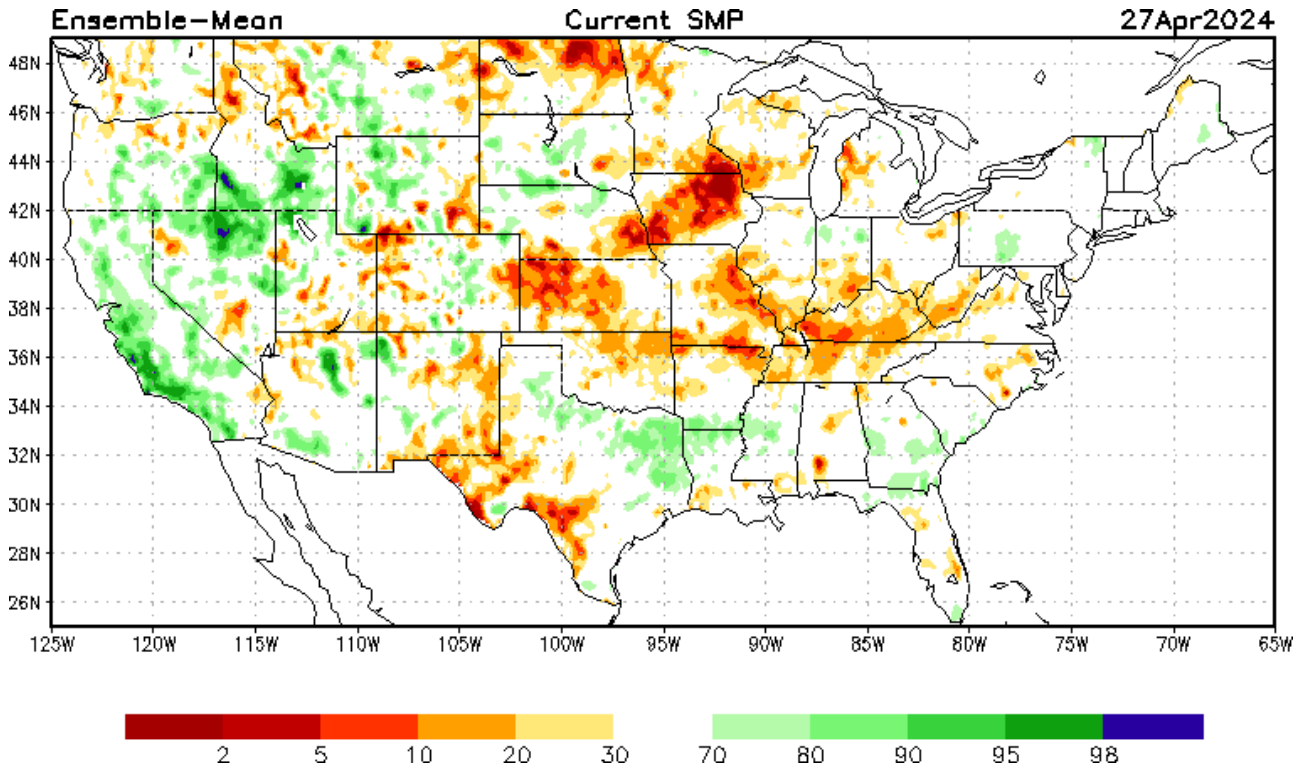 Ensemble-Mean Current SMP 27Apr2024
48N
46N
44N
42N
40N
38N
36N
34N
32N
30N
28N
26N
125W 120W 115W 110W 105W 100W 95W 90W 85W 80W 75W 70W 65W
2 5 10 20 30 70 80 90 95 98